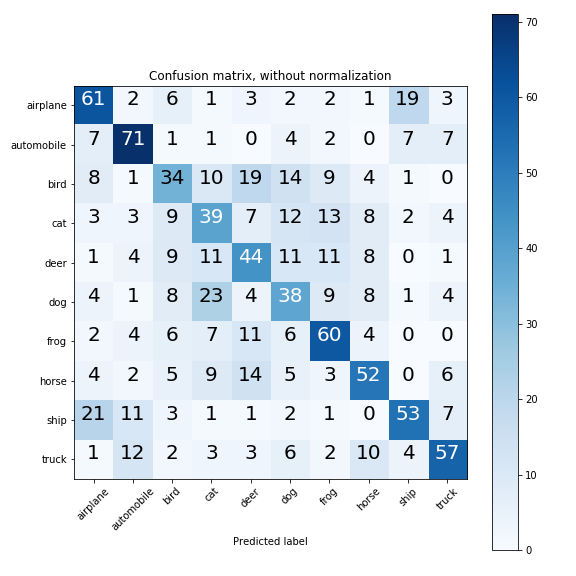 Confusion matrix, without normalization
airplane 61 2 6 1 3 2 2 1 19 3
automobile 7 71 1 1 0 4 2 0 7 7
bird 8 1 34 10 19 14 9 4 1 0
cat 3 3 9 39 7 12 13 8 2 4
deer 1 4 9 11 44 11 11 8 0 1
dog 4 1 8 23 4 38 9 8 1 4
frog 2 4 6 7 11 6 60 4 0 0
horse 4 2 5 9 14 5 3 52 0 6
ship 21 11 3 1 1 2 1 0 53 7
truck 1 12 2 3 3 6 2 10 4 57
airplane automobile bird cat deer dog frog horse ship truck
Predicted label
70
60
50
40
30
20
10
0